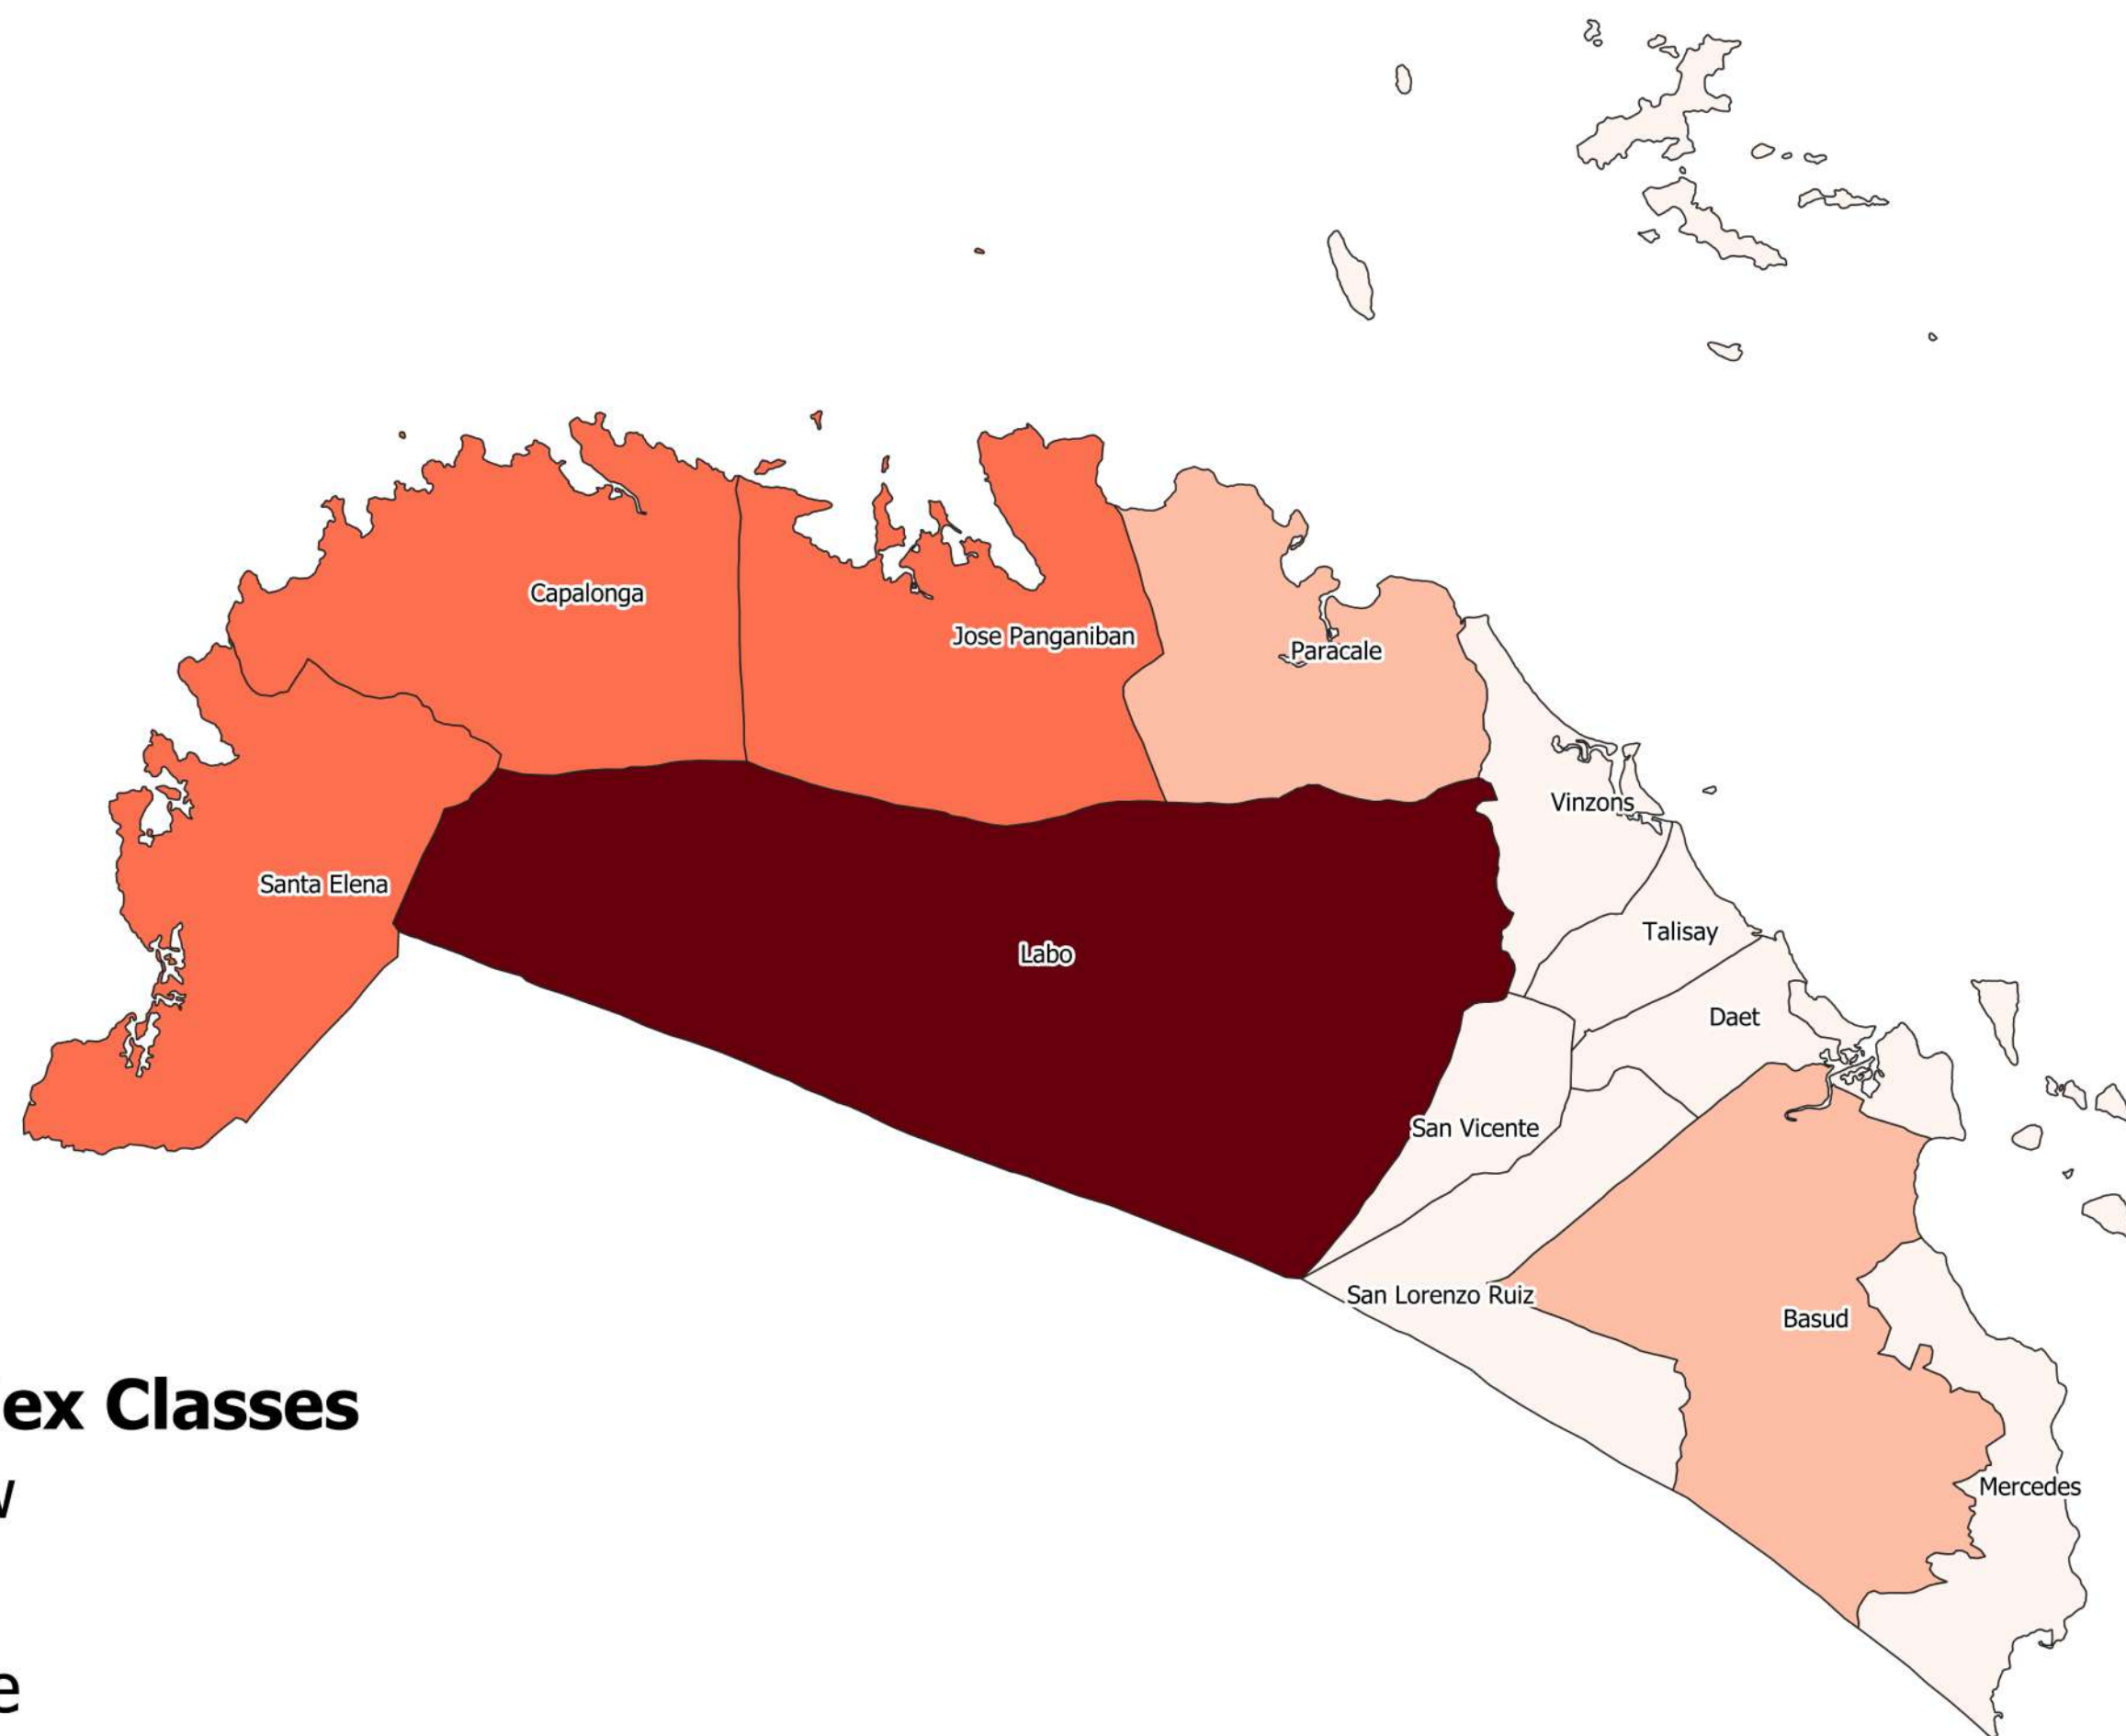 Capalonga
Jose Panganiban
Paracale
Vinzons
Santa Elena
Talisay
Labo
Daet
San Vicente
San Lorenzo Ruiz
Basud
ex Classes
Mercedes